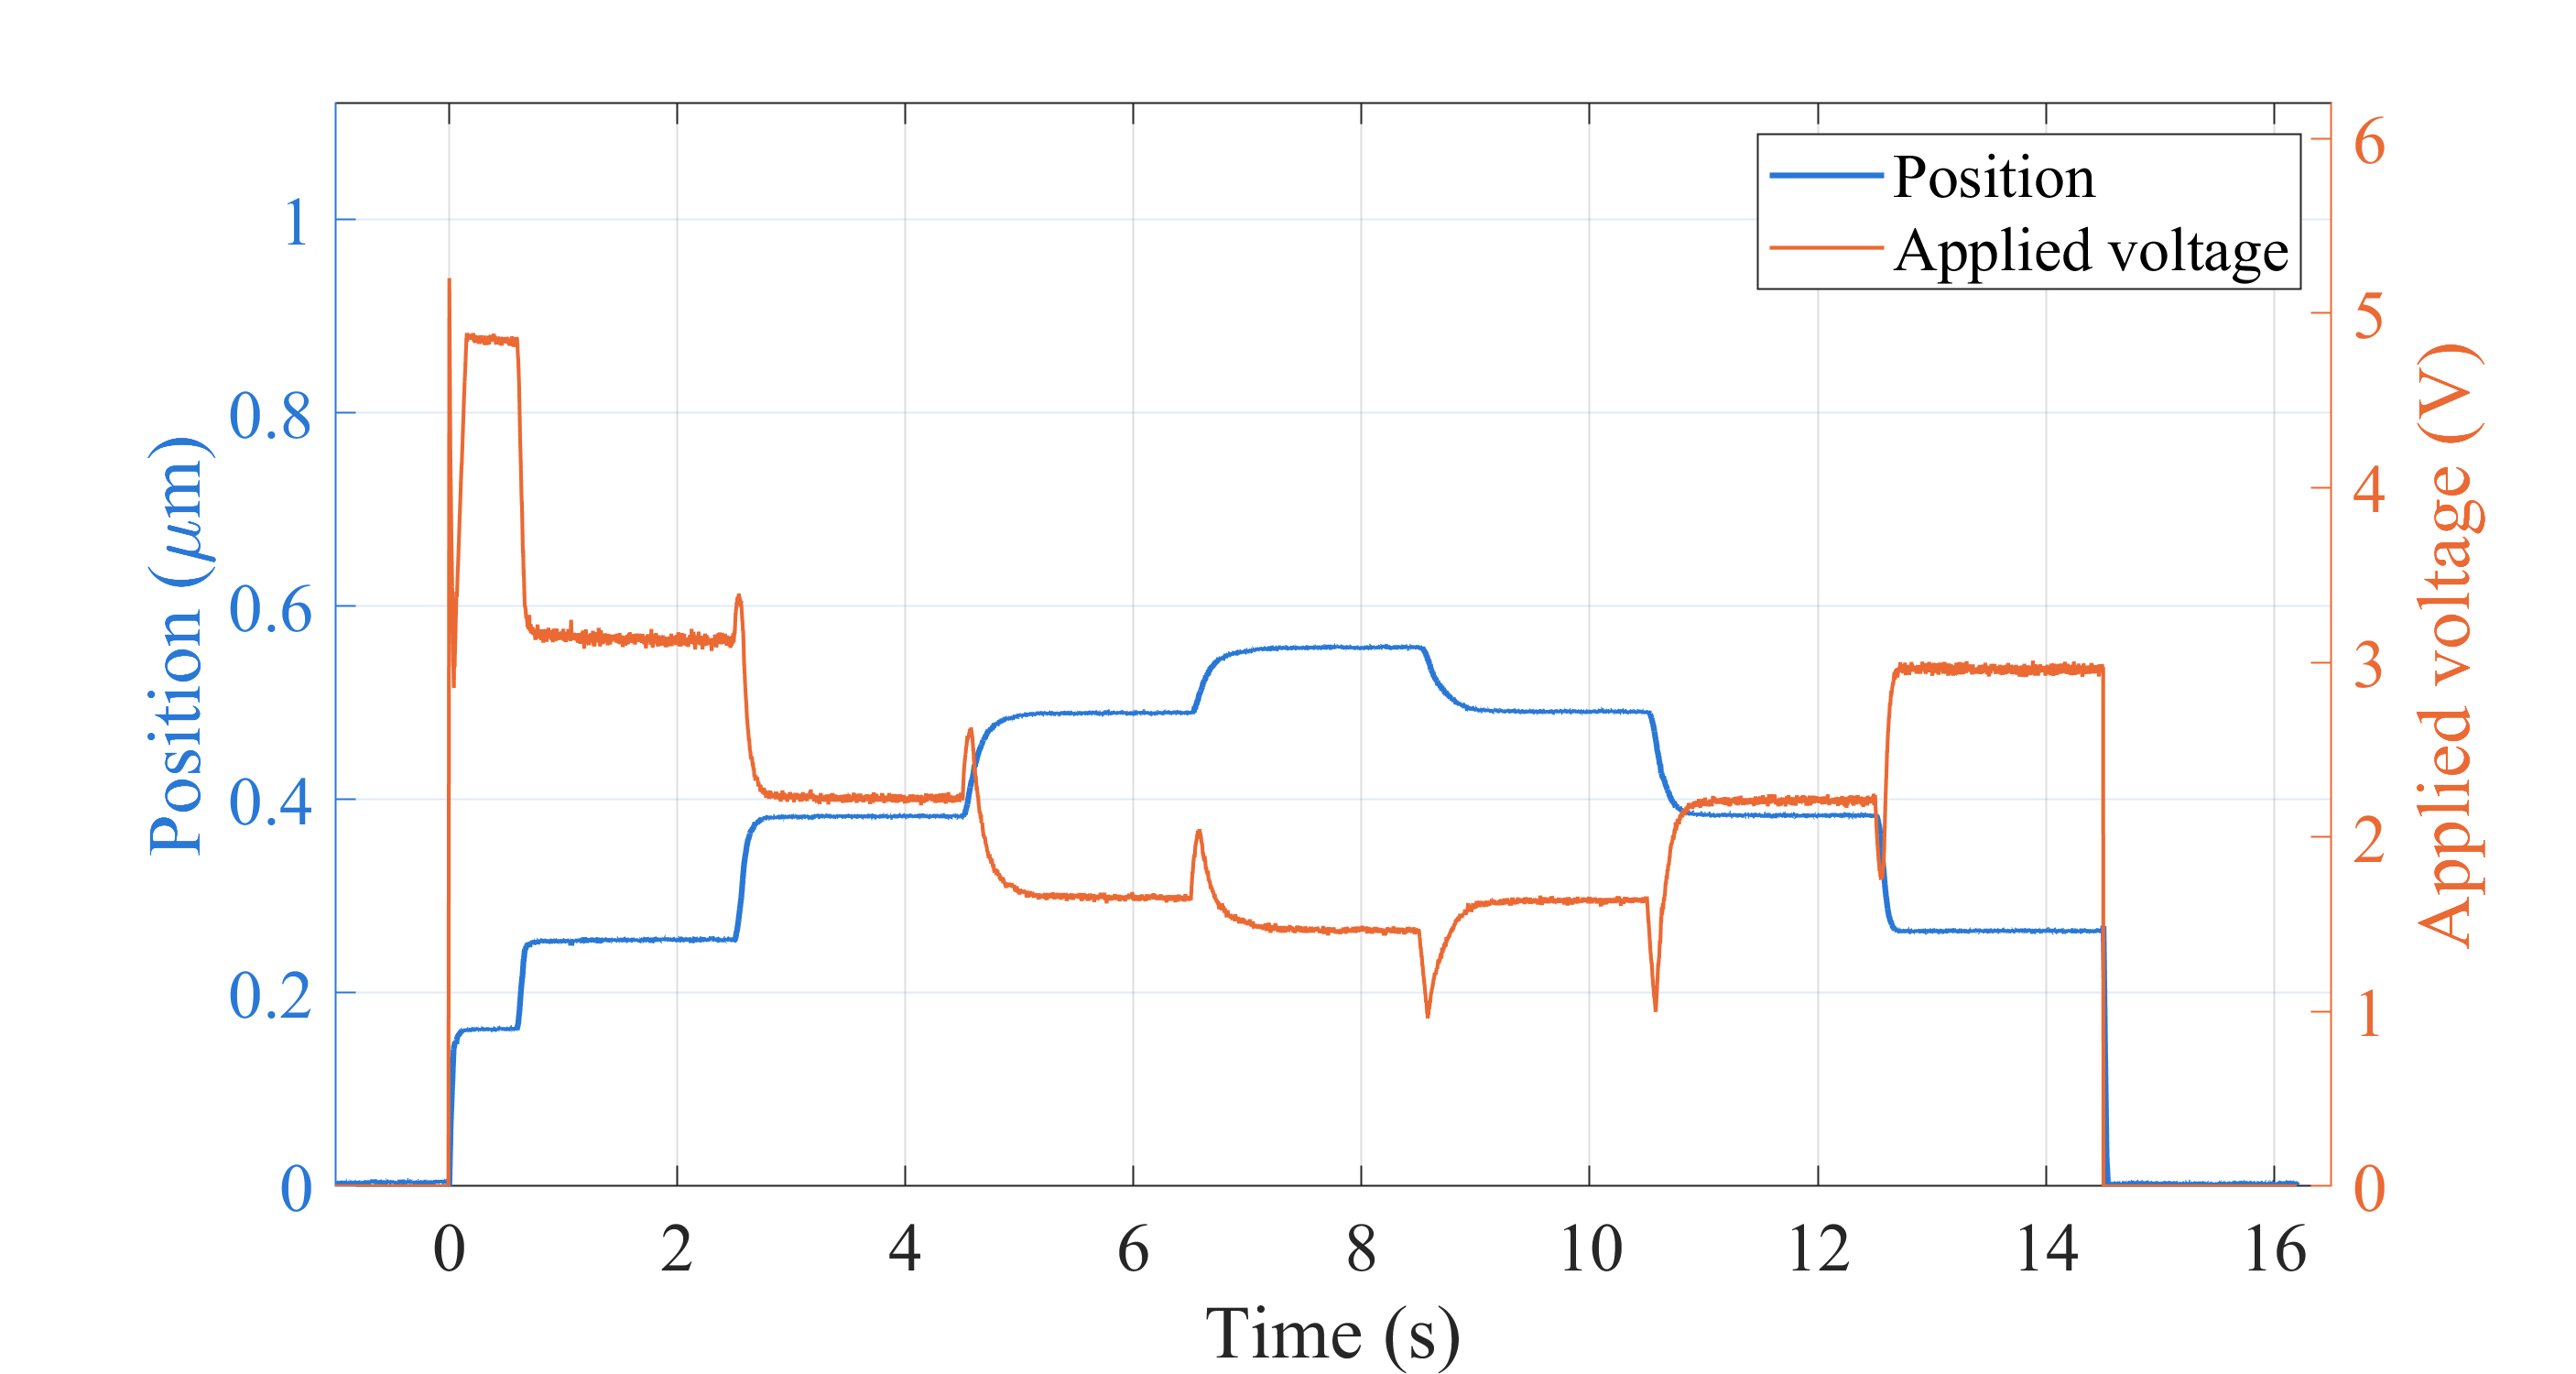 Position
Applied voltage
1
0.8
0.6
0.4
0.2
0
Position (μm)
6
5
4
3
2
1
0
Applied voltage (V)
0 2 4 6 8 10 12 14 16
Time (s)